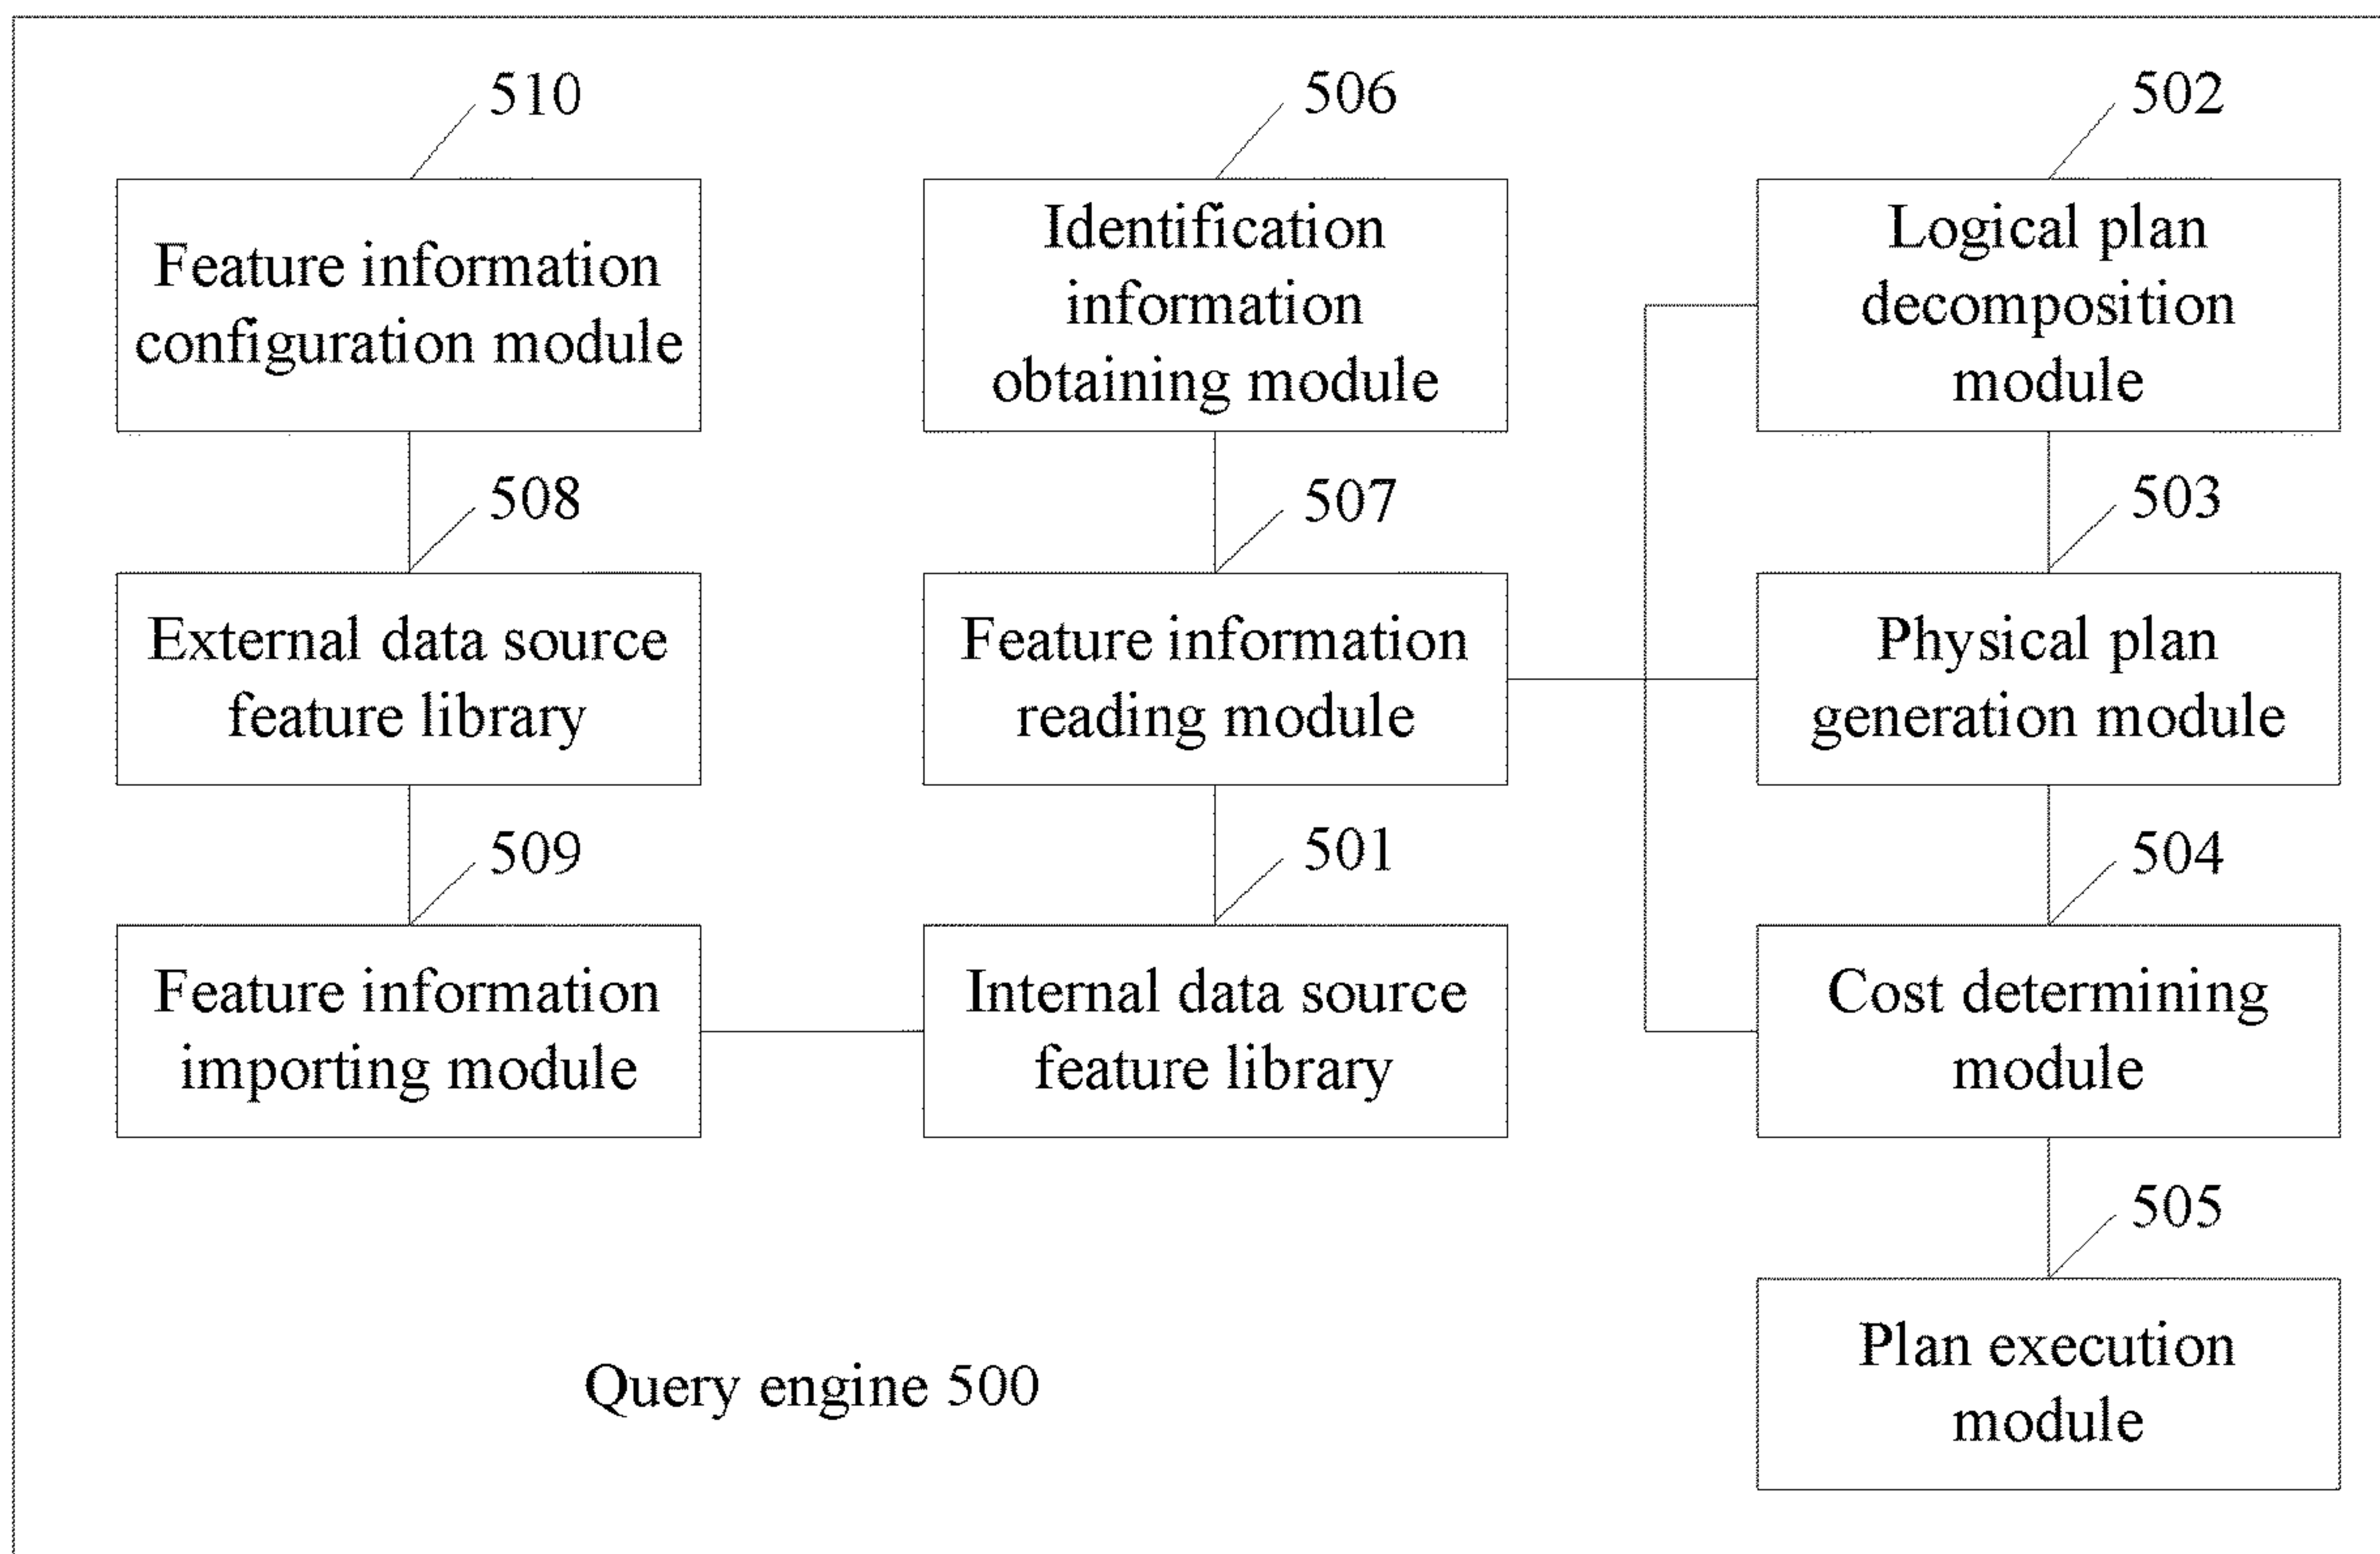 510
506
502
Feature information
configuration module
Identification
information
obtaining module
Logical plan
decomposition
module
508
507
503
External data source
feature library
Feature information
reading module
Physical plan
generation module
509
501
504
Feature information
importing module
Internal data source
feature library
Cost determining
module
505
Plan execution
module
Query engine 500